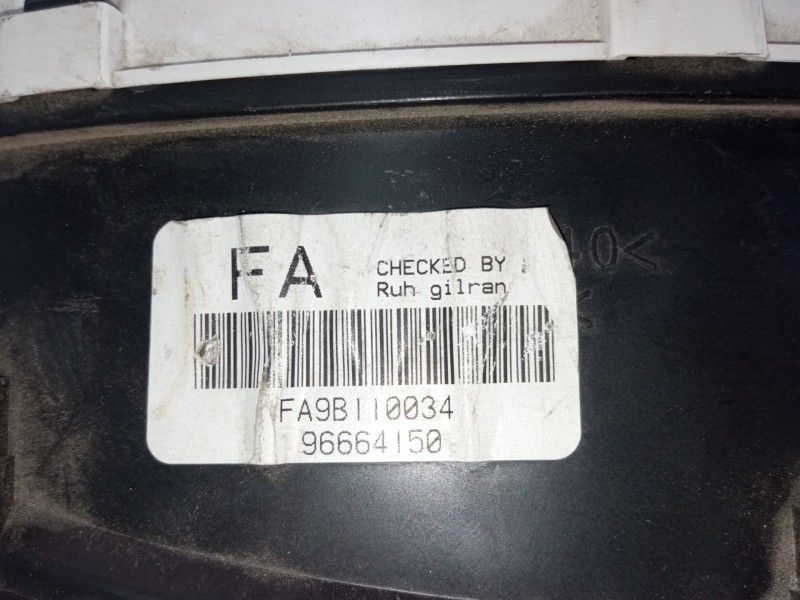 FA
CHECKED BY
Ruh gilran
FA9B110034
96664150